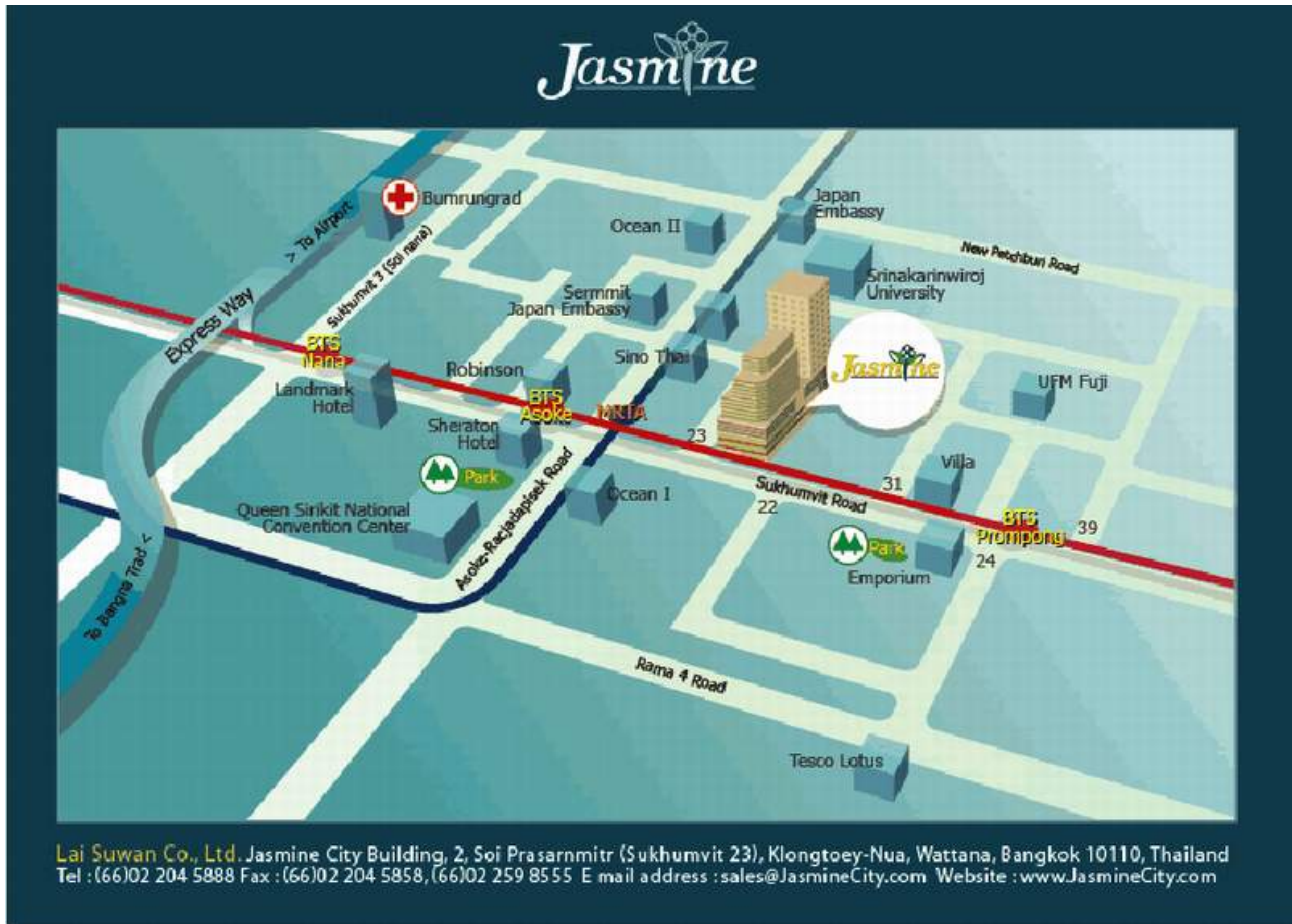 Jasmine
Bumrungrad
> To Airport
Sukhumvit 3 (Soi nana)
Express Way
Ocean II
Japan
Embassy
New Petchburi Road
Srinakarinwiroj
University
Sermmit
Japan Embassy
Sino Thai
Jasmine
UFM Fuji
BTS
Nana
Landmark
Hotel
Robinson
BTS
Asoke
MRTA
Sheraton
Hotel
23
Park
Queen Sirikit National
Convention Center
Asoke-Racjadapisek Road
Ocean I
Sukhumvit Road
22
31
Villa
BTS
Prompong
39
Park
Emporium
24
To Bangna Trad <
Rama 4 Road
Tesco Lotus
Lai Suwan Co., Ltd. Jasmine City Building, 2, Soi Prasarnmitr (Sukhumvit 23), Klongtoey-Nua, Wattana, Bangkok 10110, Thailand
Tel : (66)02 204 5888 Fax : (66)02 204 5858, (66)02 259 8555 E mail address : sales@JasmineCity.com Website : www.JasmineCity.com